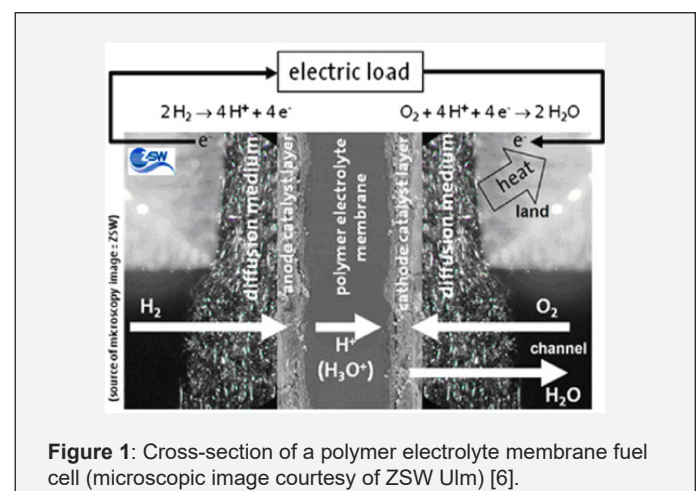 electric load
2 H₂ → 4 H⁺ + 4 e⁻
O₂ + 4 H⁺ + 4 e⁻ → 2 H₂O
e⁻
e⁻
ZSW
diffusion medium
anode catalyst layer
polymer electrolyte
membrane
cathode catalyst layer
diffusion medium
heat
land
(source of mikroscopy image : ZSW)
H₂
H⁺
(H₃O⁺)
O₂
channel
H₂O
Figure 1: Cross-section of a polymer electrolyte membrane fuel
cell (microscopic image courtesy of ZSW Ulm) [6].